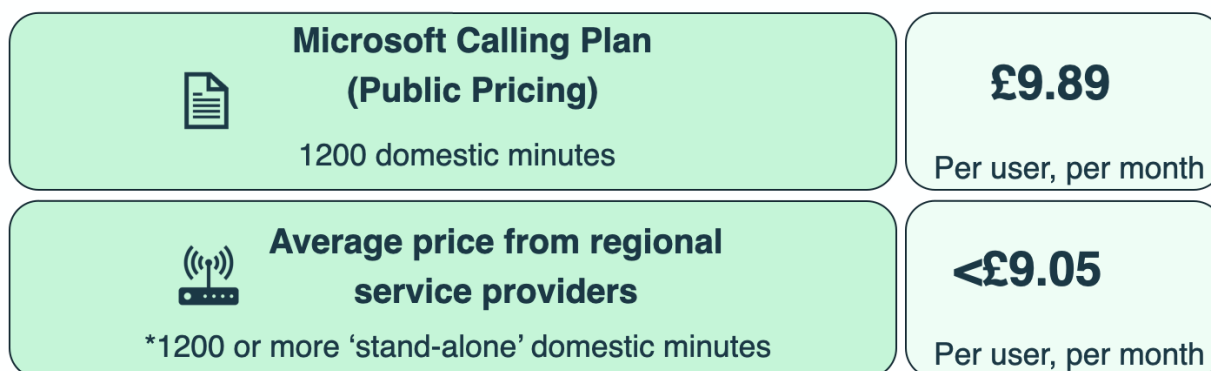 Microsoft Calling Plan
(Public Pricing)
1200 domestic minutes
£9.89
Per user, per month
Average price from regional
service providers
*1200 or more ‘stand-alone’ domestic minutes
<£9.05
Per user, per month